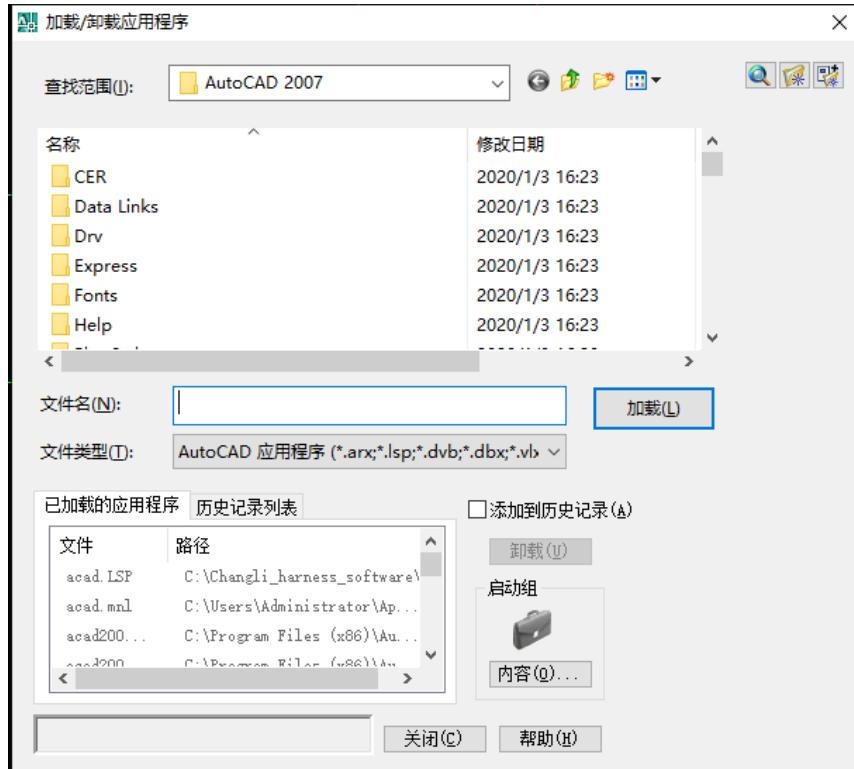 加载/卸载应用程序
查找范围(I): AutoCAD 2007
名称 修改日期
CER 2020/1/3 16:23
Data Links 2020/1/3 16:23
Drv 2020/1/3 16:23
Express 2020/1/3 16:23
Fonts 2020/1/3 16:23
Help 2020/1/3 16:23
文件名(N): 加载(L)
文件类型(T): AutoCAD 应用程序 (*.arx;*.lsp;*.dvb;*.dbx;*.vlx
已加载的应用程序 历史记录列表 添加到历史记录(A)
文件 路径 卸载(U)
acad.LSP C:\Changli_harness_software\
acad.mnl C:\Users\Administrator\Ap...
启动组
acad200... C:\Program Files (x86)\Au...
acad200 C:\Program Files (x86)\Au
内容(O)...
关闭(C) 帮助(H)